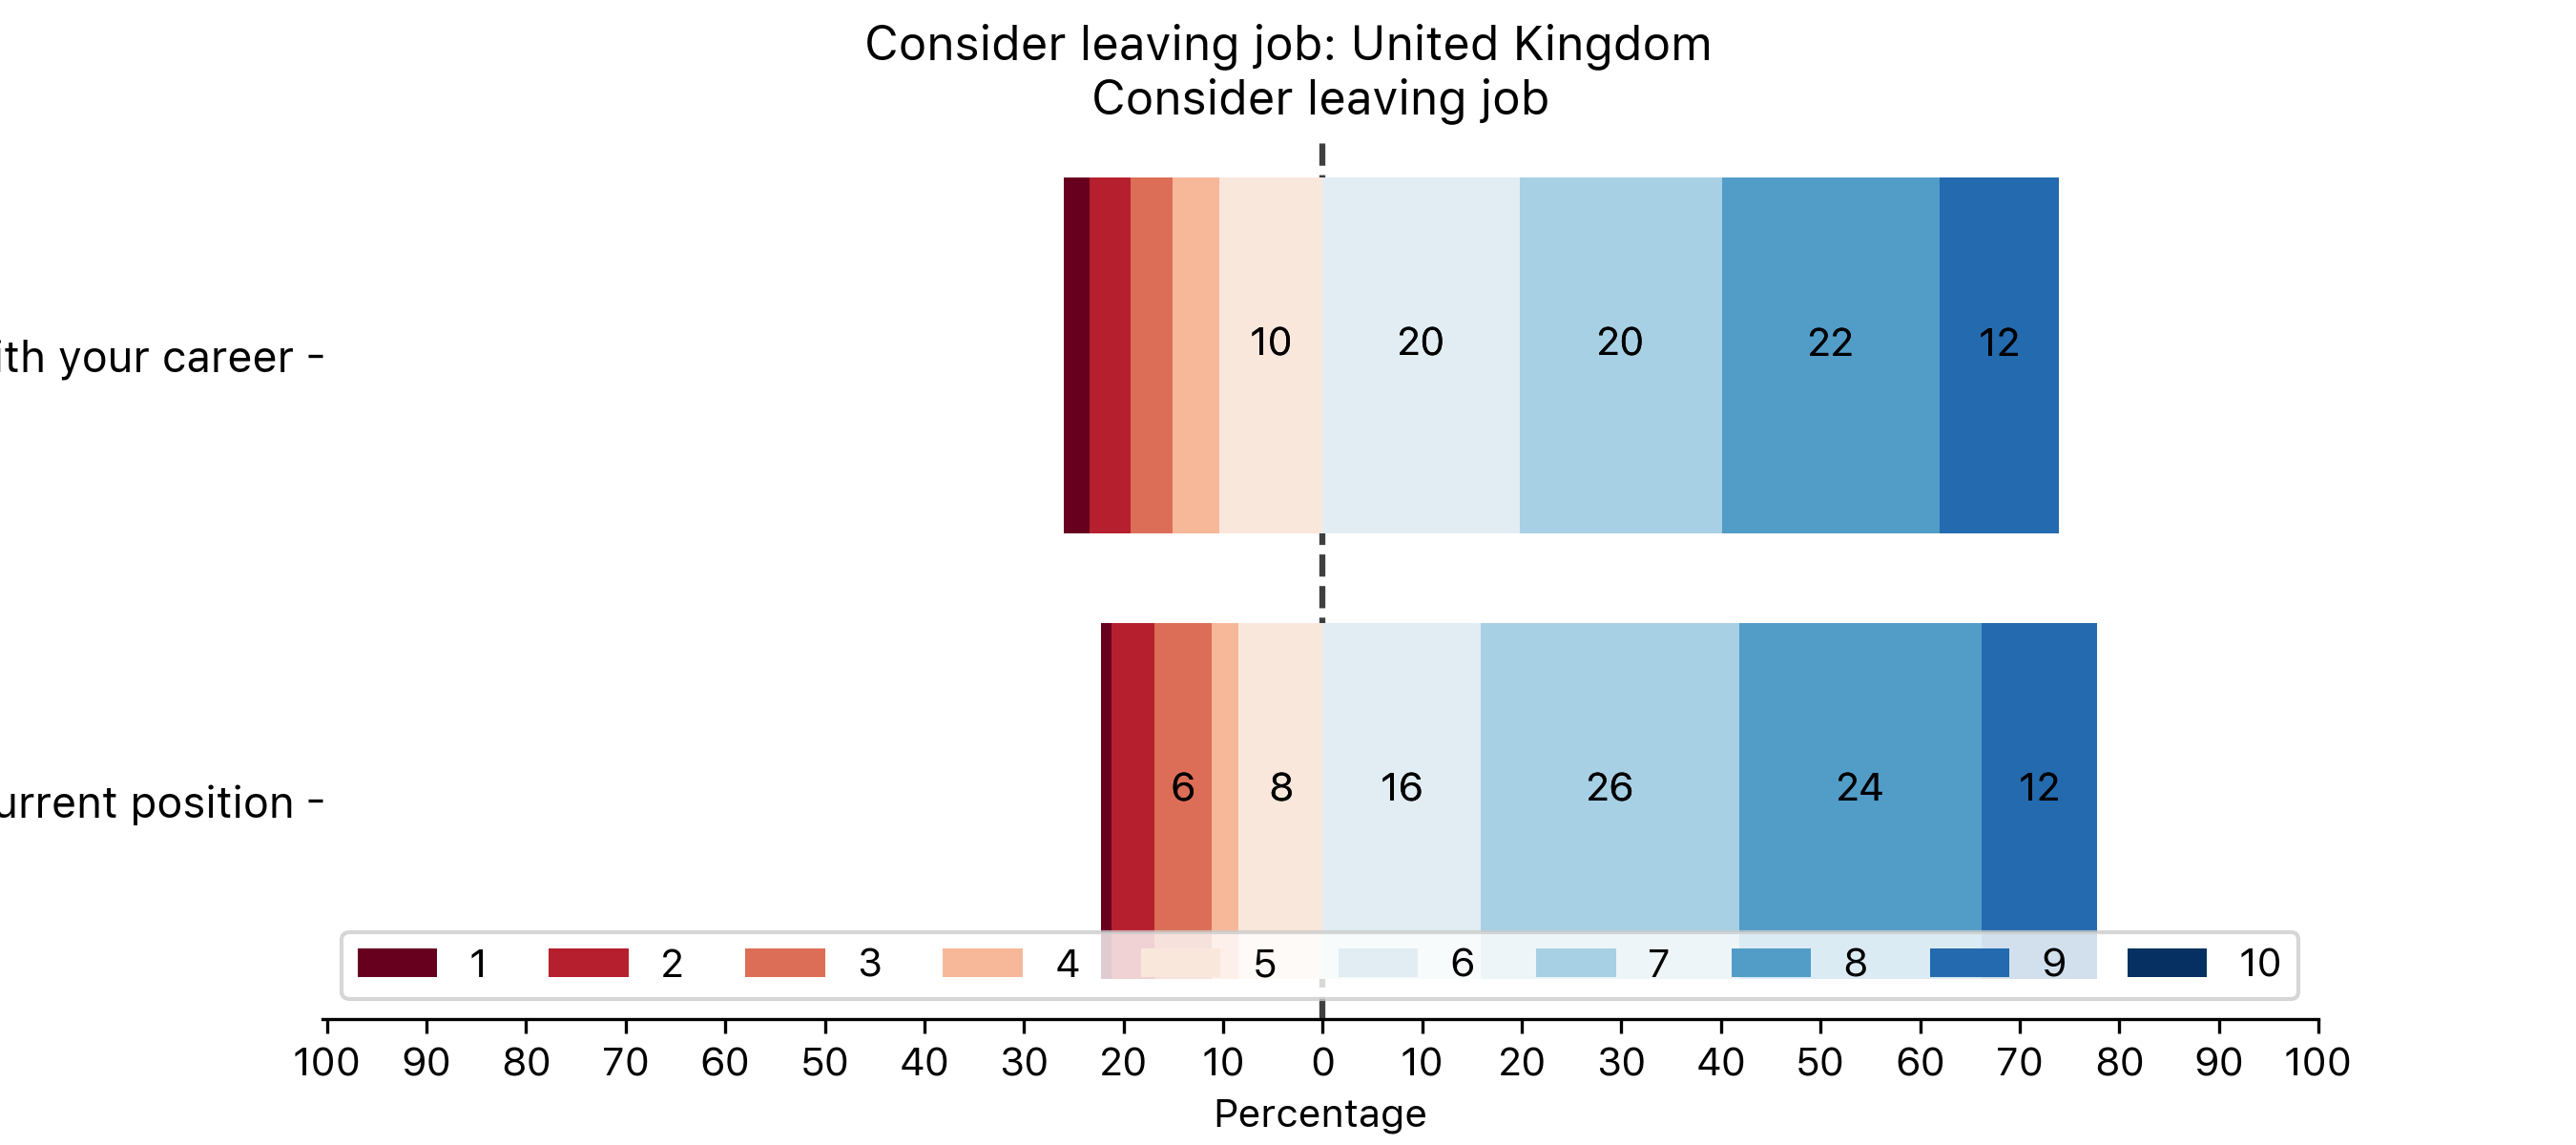 Consider leaving job: United Kingdom
Consider leaving job
your career -
10 20 20 22 12
position -
6 8 16 26 24 12
1 2 3 4 5 6 7 8 9 10
100 90 80 70 60 50 40 30 20 10 0 10 20 30 40 50 60 70 80 90 100
Percentage